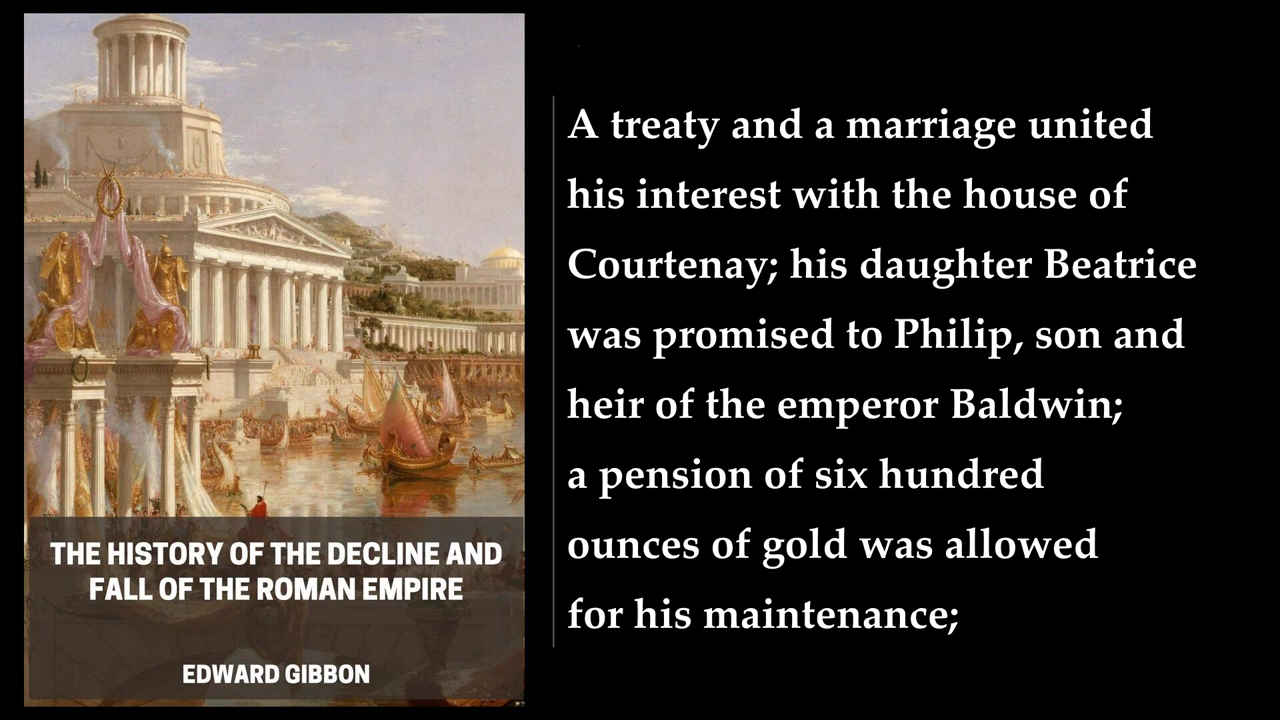 THE HISTORY OF THE DECLINE AND
FALL OF THE ROMAN EMPIRE
EDWARD GIBBON
A treaty and a marriage united
his interest with the house of
Courtenay; his daughter Beatrice
was promised to Philip, son and
heir of the emperor Baldwin;
a pension of six hundred
ounces of gold was allowed
for his maintenance;